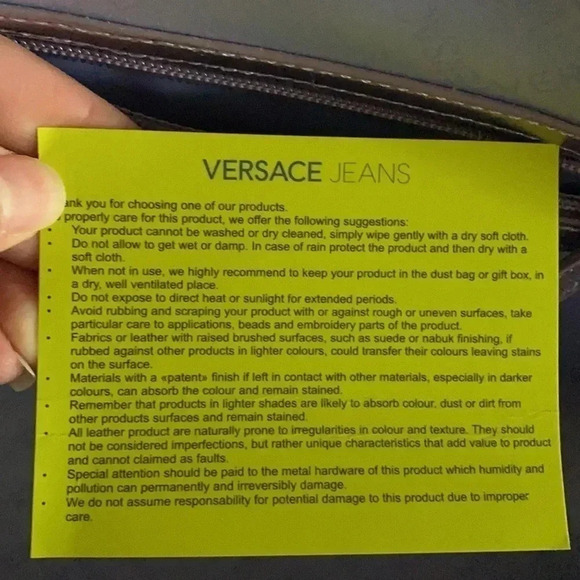 VERSACE JEANS
ank you for choosing one of our products.
properly care for this product, we offer the following suggestions:
• Your product cannot be washed or dry cleaned, simply wipe gently with a dry soft cloth.
• Do not allow to get wet or damp. In case of rain protect the product and then dry with a
soft cloth.
• When not in use, we highly recommend to keep your product in the dust bag or gift box, in
a dry, well ventilated place.
• Do not expose to direct heat or sunlight for extended periods.
• Avoid rubbing and scraping your product with or against rough or uneven surfaces, take
particular care to applications, beads and embroidery parts of the product.
• Fabrics or leather with raised brushed surfaces, such as suede or nabuk finishing, if
rubbed against other products in lighter colours, could transfer their colours leaving stains
on the surface.
• Materials with a «patent» finish if left in contact with other materials, especially in darker
colours, can absorb the colour and remain stained.
• Remember that products in lighter shades are likely to absorb colour, dust or dirt from
other products surfaces and remain stained.
• All leather product are naturally prone to irregularities in colour and texture. They should
not be considered imperfections, but rather unique characteristics that add value to product
and cannot claimed as faults.
• Special attention should be paid to the metal hardware of this product which humidity and
pollution can permanently and irreversibly damage.
• We do not assume responsability for potential damage to this product due to improper
care.